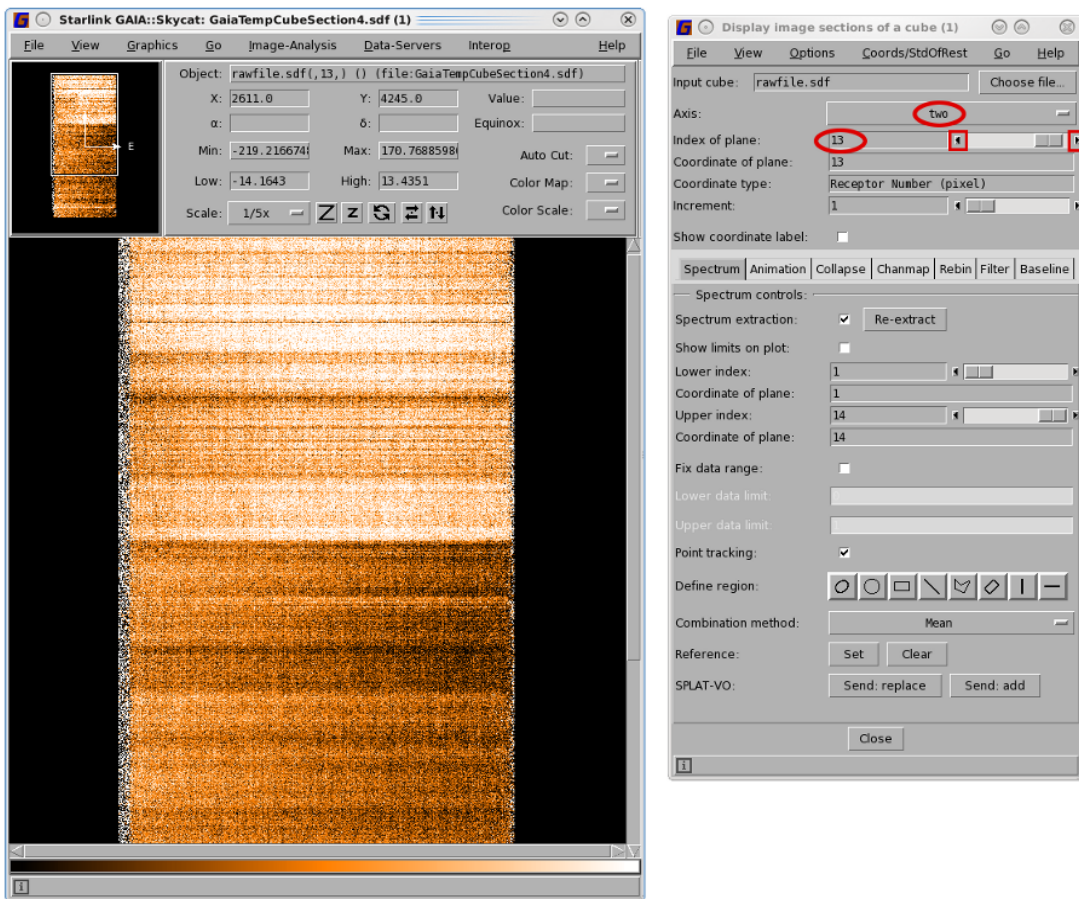 Starlink GAIA::Skycat: GaiaTempCubeSection4.sdf (1)
File View Graphics Go Image-Analysis Data-Servers Interop Help
Object: rawfile.sdf(,13,) () (file:GaiaTempCubeSection4.sdf)
X: 2611.0 Y: 4245.0 Value:
α: δ: Equinox:
Min: -219.2166748 Max: 170.76885986 Auto Cut:
Low: -14.1643 High: 13.4351 Color Map:
Scale: 1/5x Z z Color Scale:
E
Display image sections of a cube (1)
File View Options Coords/StdOfRest Go Help
Input cube: rawfile.sdf Choose file...
Axis: two
Index of plane: 13
Coordinate of plane: 13
Coordinate type: Receptor Number (pixel)
Increment: 1
Show coordinate label:
Spectrum Animation Collapse Chanmap Rebin Filter Baseline
Spectrum controls:
Spectrum extraction: Re-extract
Show limits on plot:
Lower index: 1
Coordinate of plane: 1
Upper index: 14
Coordinate of plane: 14
Fix data range:
Lower data limit:
Upper data limit:
Point tracking:
Define region:
Combination method: Mean
Reference: Set Clear
SPLAT-VO: Send: replace Send: add
Close